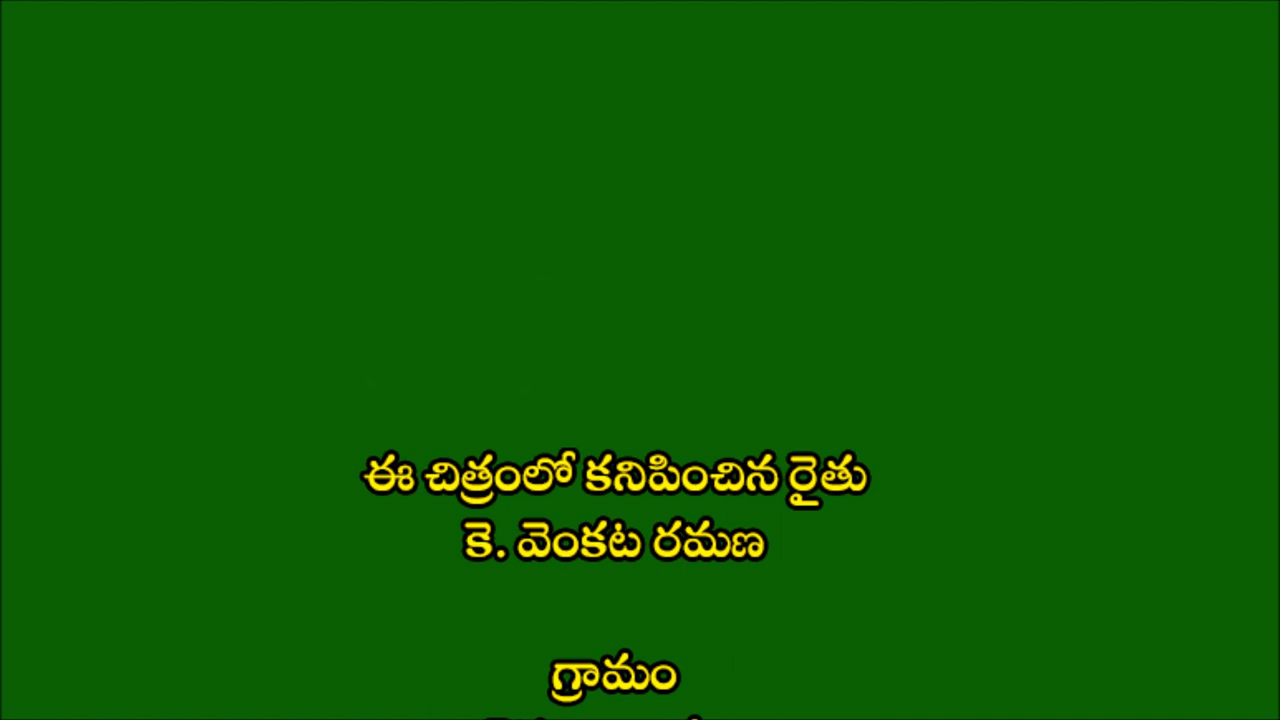 ఈ చిత్రంలో కనిపించిన రైతు
కె. వెంకట రమణ
గ్రామం